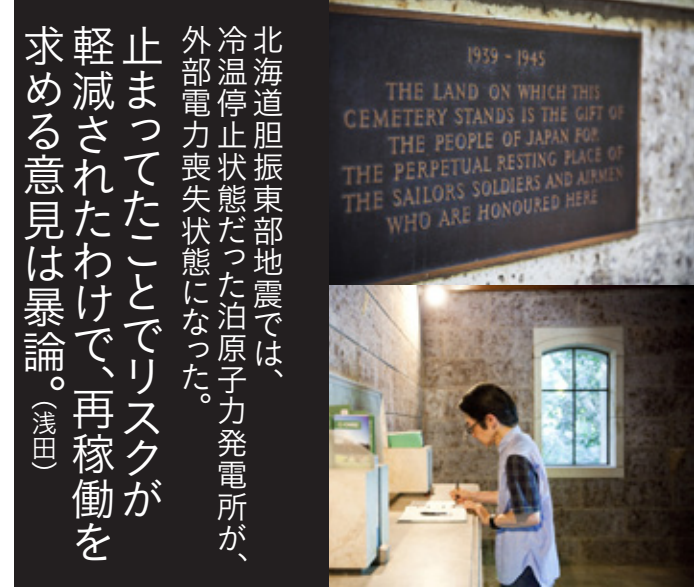 北海道胆振東部地震では、
冷温停止状態だった泊原子力発電所が、
外部電力喪失状態になった。
止まってたことでリスクが
軽減されたわけで、再稼働を
求める意見は暴論。（浅田）
1939 - 1945
THE LAND ON WHICH THIS
CEMETERY STANDS IS THE GIFT OF
THE PEOPLE OF JAPAN FOR
THE PERPETUAL RESTING PLACE OF
THE SAILORS SOLDIERS AND AIRMEN
WHO ARE HONOURED HERE